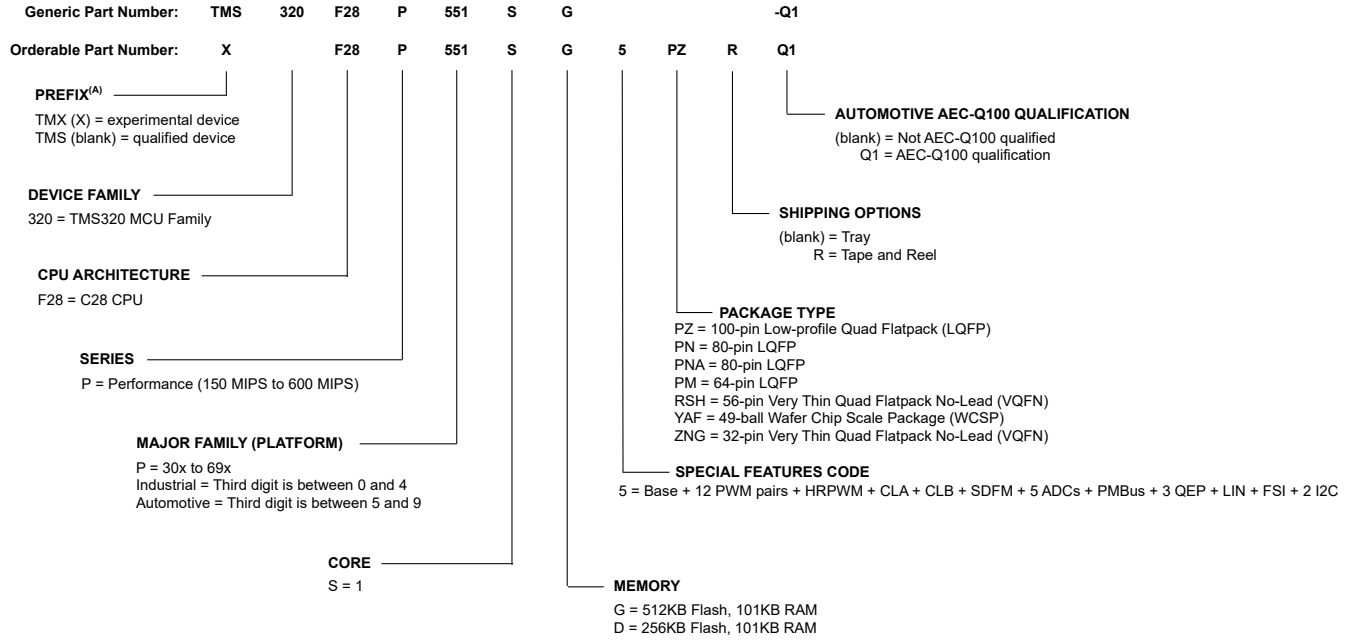 Generic Part Number: TMS 320 F28 P 551 S G -Q1
Orderable Part Number: X F28 P 551 S G 5 PZ R Q1
PREFIX(A)
TMX (X) = experimental device
TMS (blank) = qualified device
DEVICE FAMILY
320 = TMS320 MCU Family
CPU ARCHITECTURE
F28 = C28 CPU
SERIES
P = Performance (150 MIPS to 600 MIPS)
MAJOR FAMILY (PLATFORM)
P = 30x to 69x
Industrial = Third digit is between 0 and 4
Automotive = Third digit is between 5 and 9
CORE
S = 1
AUTOMOTIVE AEC-Q100 QUALIFICATION
(blank) = Not AEC-Q100 qualified
Q1 = AEC-Q100 qualification
SHIPPING OPTIONS
(blank) = Tray
R = Tape and Reel
PACKAGE TYPE
PZ = 100-pin Low-profile Quad Flatpack (LQFP)
PN = 80-pin LQFP
PNA = 80-pin LQFP
PM = 64-pin LQFP
RSH = 56-pin Very Thin Quad Flatpack No-Lead (VQFN)
YAF = 49-ball Wafer Chip Scale Package (WCSP)
ZNG = 32-pin Very Thin Quad Flatpack No-Lead (VQFN)
SPECIAL FEATURES CODE
5 = Base + 12 PWM pairs + HRPWM + CLA + CLB + SDFM + 5 ADCs + PMBus + 3 QEP + LIN + FSI + 2 I2C
MEMORY
G = 512KB Flash, 101KB RAM
D = 256KB Flash, 101KB RAM